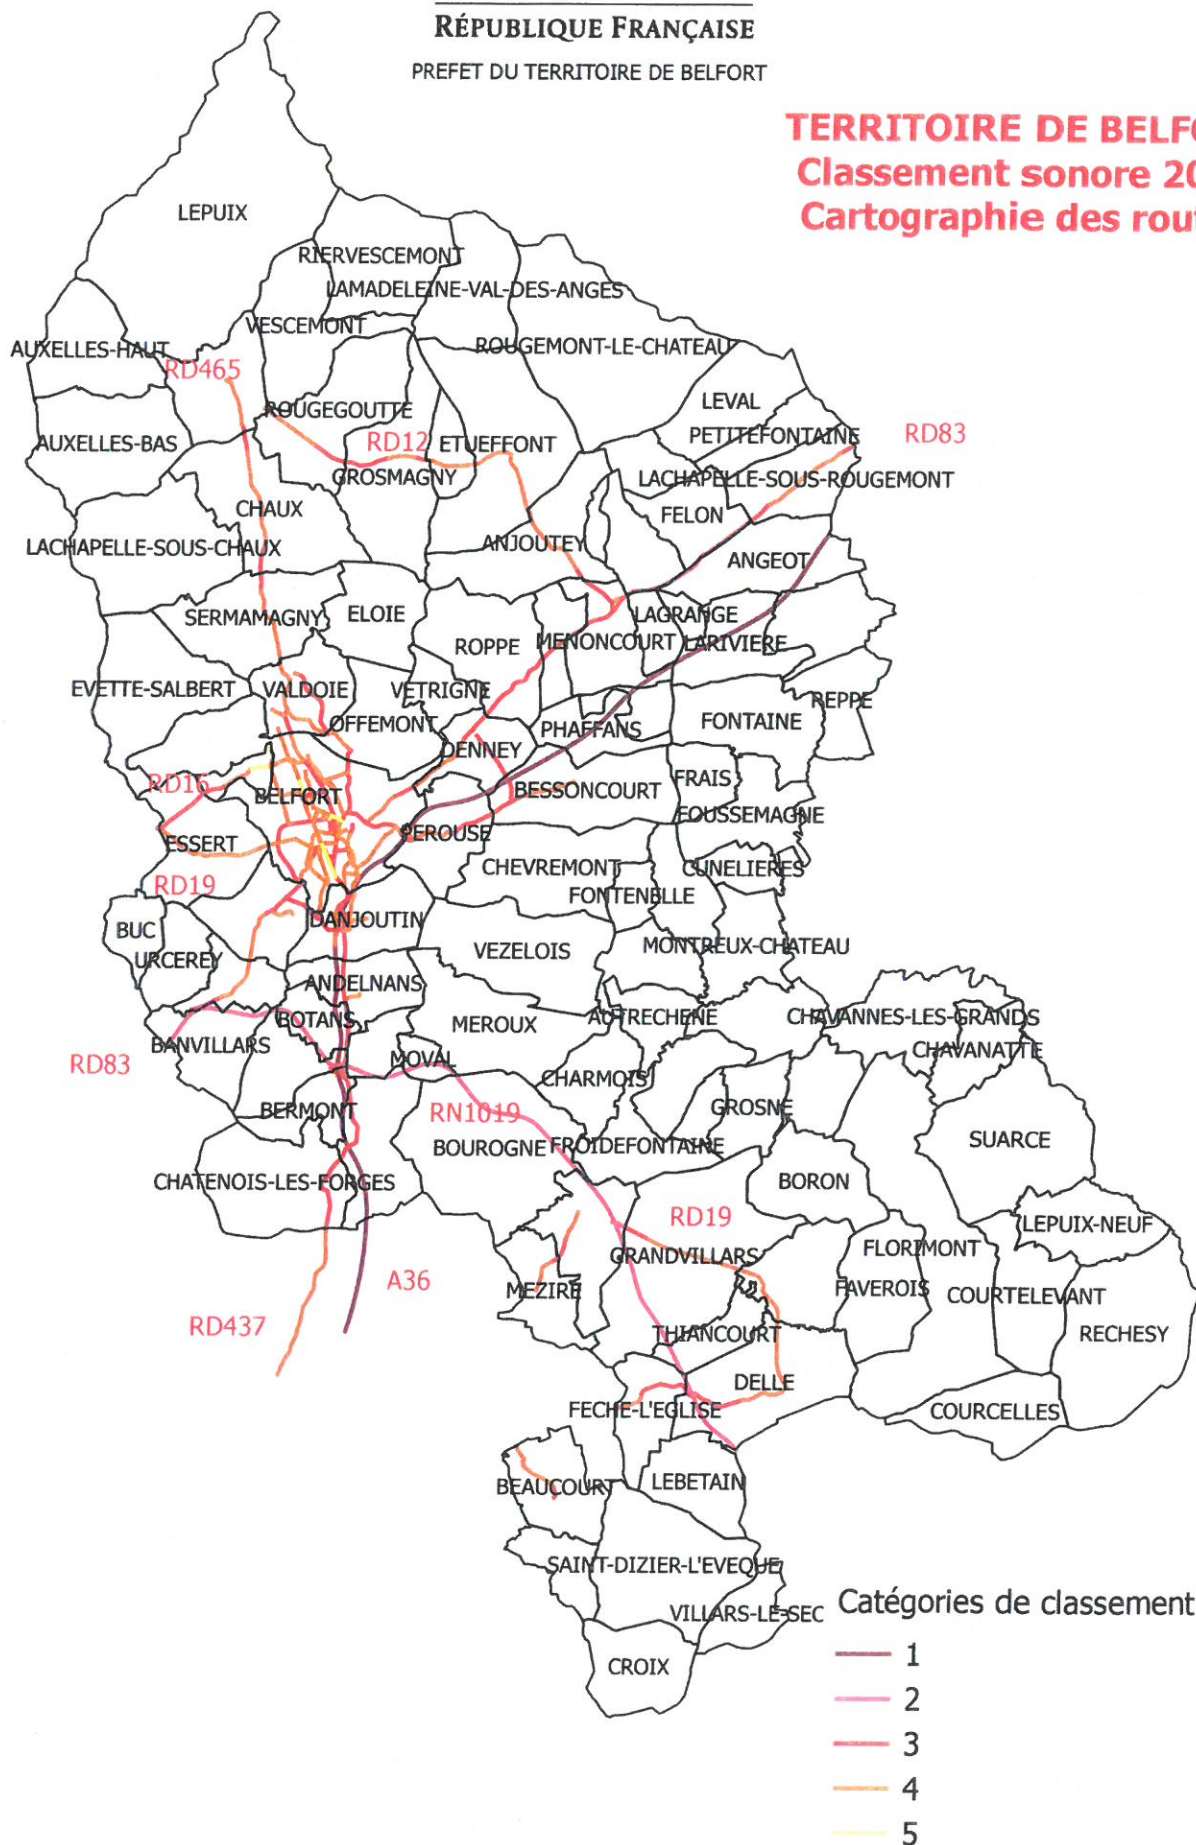 RÉPUBLIQUE FRANÇAISE
PREFET DU TERRITOIRE DE BELFORT
TERRITOIRE DE BELFO
Classement sonore 20
Cartographie des rout
LEPUIX
RIERVESCEMONT
LAMADELEINE-VAL-DES-ANGES
VESCEMONT
AUXELLES-HAUT
ROUGEMONT-LE-CHATEAU
RD465
LEVAL
ROUGEGOUTTE
AUXELLES-BAS
RD12
ETUEFFONT
PETITEFONTAINE
RD83
GROSMAGNY
LACHAPELLE-SOUS-ROUGEMONT
CHAUX
FELON
LACHAPELLE-SOUS-CHAUX
ANJOUTEY
ANGEOT
SERMAMAGNY
ELOIE
LAGRANGE
ROPPE
MENONCOURT
LARIVIERE
EVETTE-SALBERT
VALDOIE
VETRIGNE
REPPE
OFFEMONT
PHAFFANS
FONTAINE
DENNEY
RD16
BELFORT
BESSONCOURT
FRAIS
FOUSSEMAGNE
PEROUSE
ESSERT
CHEVREMONT
CUNELIERES
RD19
FONTENELLE
DANJOUTIN
BUC
VEZELOIS
MONTREUX-CHATEAU
URCEREY
ANDELNANS
BOTANS
MEROUX
AUTRECHENE
CHAVANNES-LES-GRANDS
BANVILLARS
CHAVANATTE
RD83
MOVAL
CHARMOIS
BERMONT
RN1019
GROSNE
BOUROGNE
FROIDEFONTAINE
SUARCE
CHATENOIS-LES-FORGES
BORON
RD19
LEPUIX-NEUF
GRANDVILLARS
FLORIMONT
A36
MEZIRE
FAVEROIS
COURTELEVANT
RD437
THIANCOURT
RECHESY
DELLE
FECHE-L'EGLISE
COURCELLES
BEAUCOURT
LEBETAIN
SAINT-DIZIER-L'EVEQUE
VILLARS-LE-SEC
CROIX
Catégories de classement
1
2
3
4
5